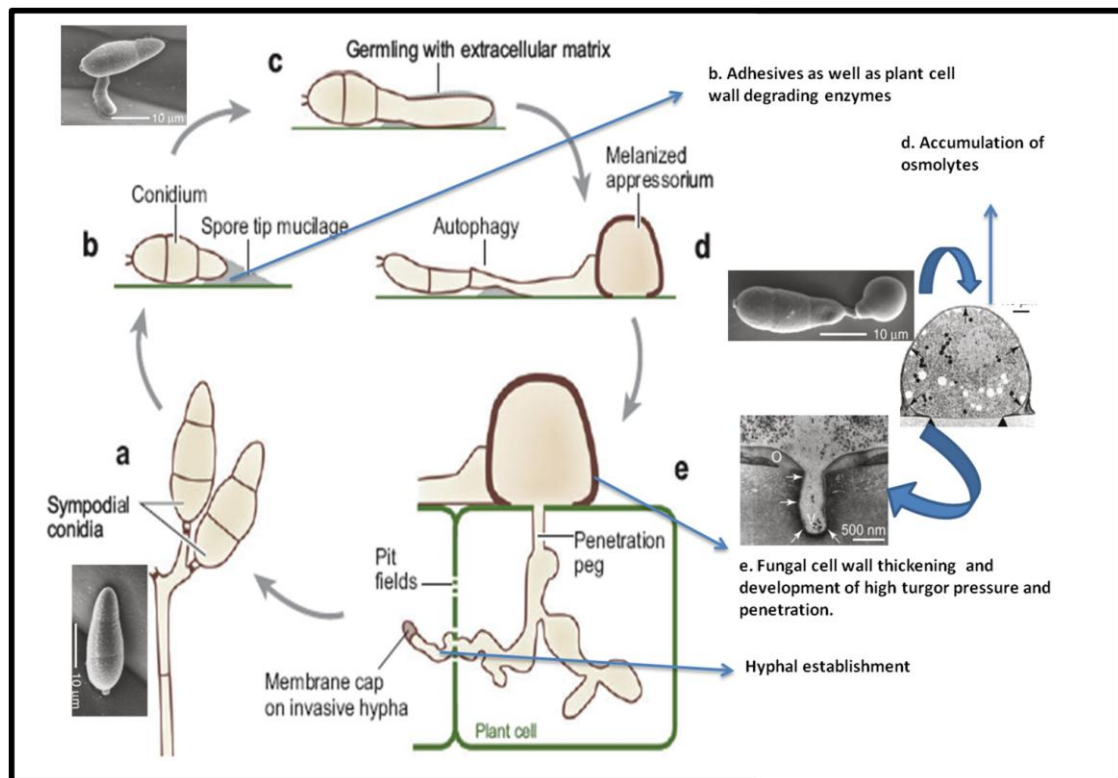 c
Germling with extracellular matrix
10 µm
b. Adhesives as well as plant cell
wall degrading enzymes
d. Accumulation of
osmolytes
Melanized
appressorium
Conidium
Spore tip mucilage
Autophagy
b
d
10 µm
a
Sympodial
conidia
10 µm
e
O
V
500 nm
Pit
fields
Penetration
peg
e. Fungal cell wall thickening and
development of high turgor pressure and
penetration.
Hyphal establishment
Membrane cap
on invasive hypha
Plant cell